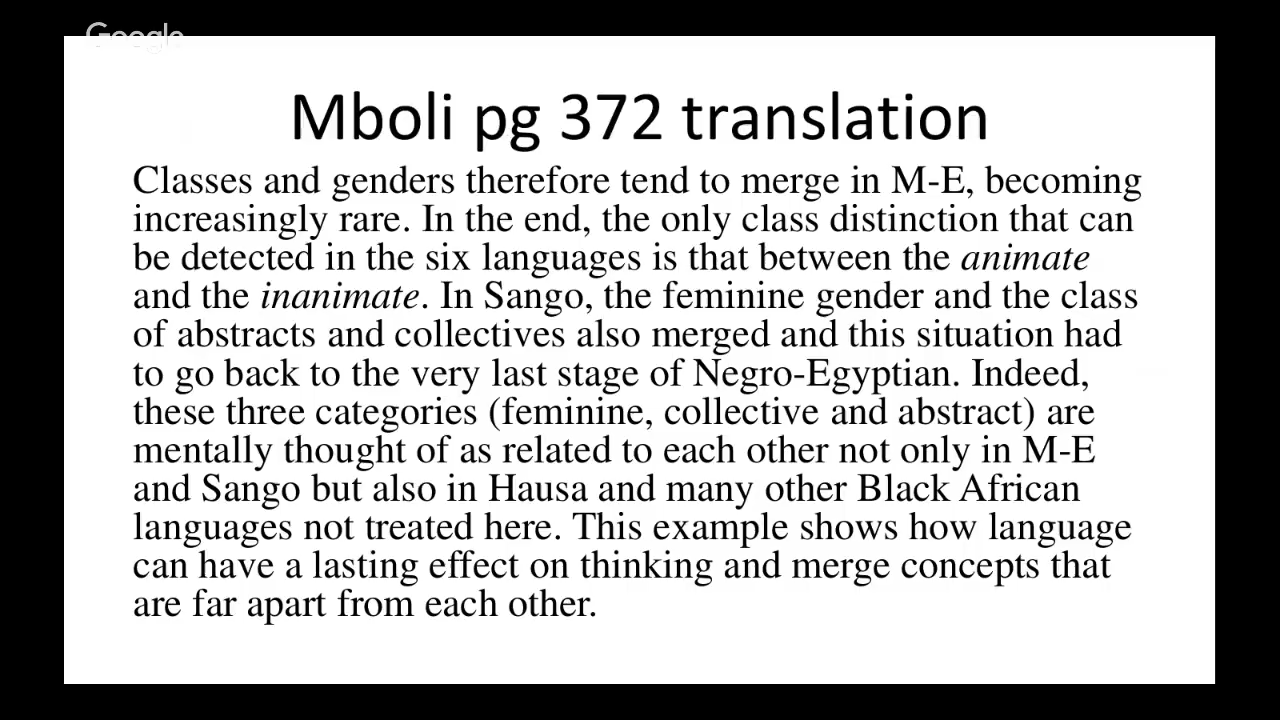 Google
Mboli pg 372 translation
Classes and genders therefore tend to merge in M-E, becoming
increasingly rare. In the end, the only class distinction that can
be detected in the six languages is that between the animate
and the inanimate. In Sango, the feminine gender and the class
of abstracts and collectives also merged and this situation had
to go back to the very last stage of Negro-Egyptian. Indeed,
these three categories (feminine, collective and abstract) are
mentally thought of as related to each other not only in M-E
and Sango but also in Hausa and many other Black African
languages not treated here. This example shows how language
can have a lasting effect on thinking and merge concepts that
are far apart from each other.